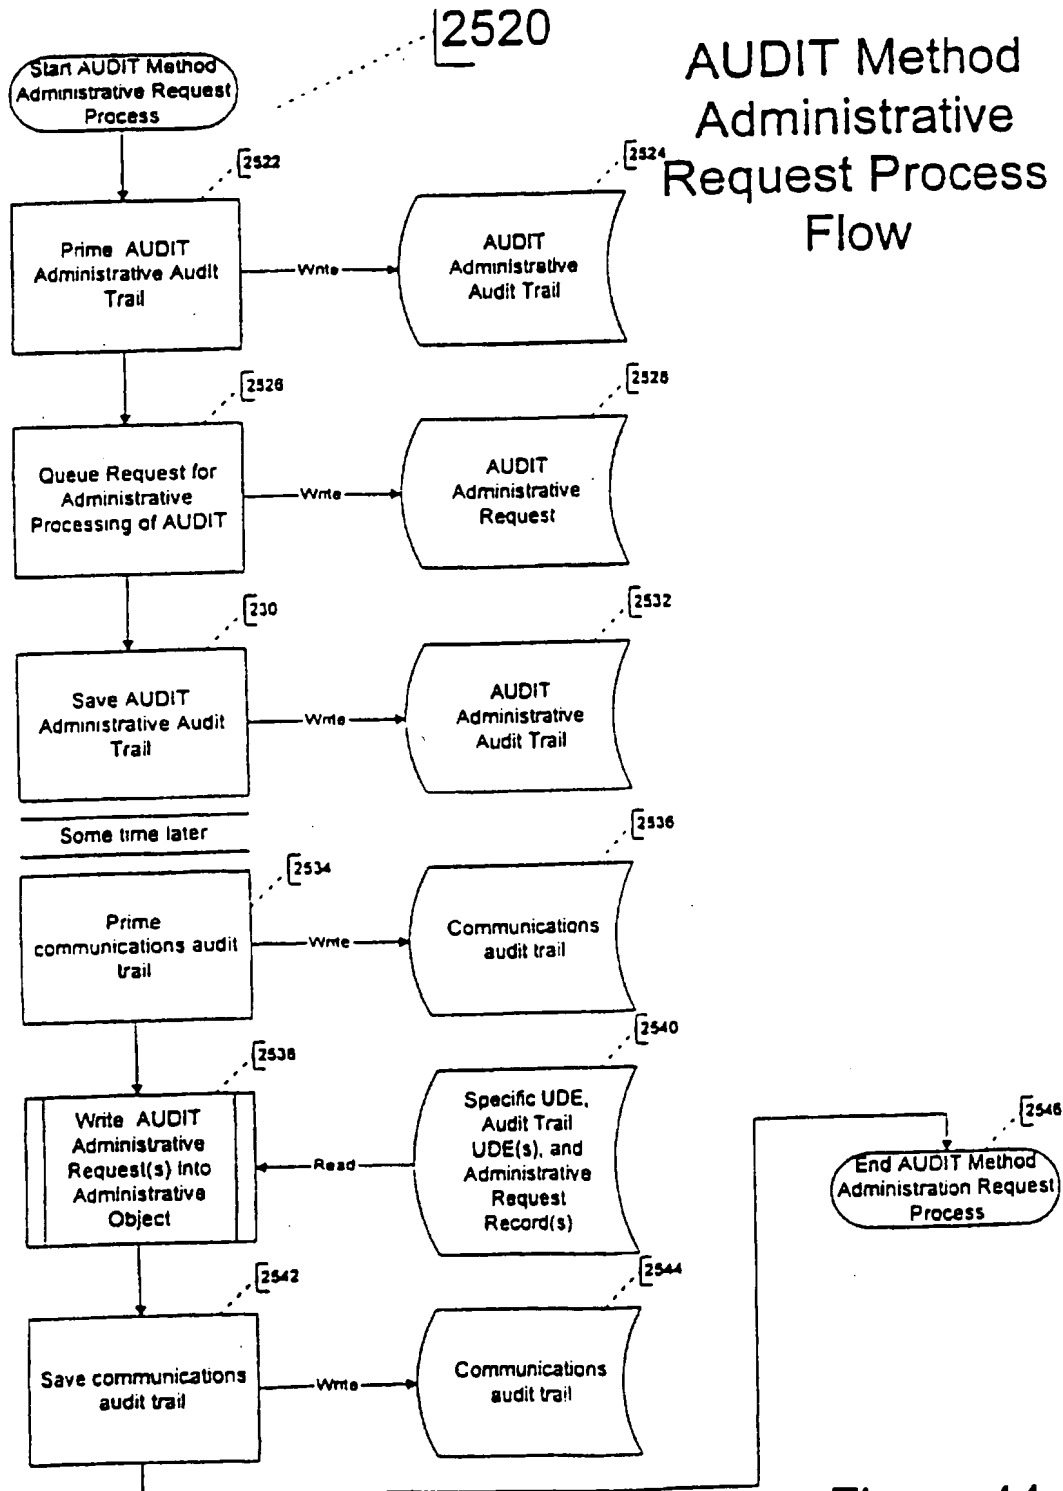 2520
AUDIT Method
Administrative
Request Process
Flow
Start AUDIT Method
Administrative Request
Process
2522
Prime AUDIT
Administrative Audit
Trail
Write
2524
AUDIT
Administrative
Audit Trail
2526
Queue Request for
Administrative
Processing of AUDIT
Write
2528
AUDIT
Administrative
Request
230
Save AUDIT
Administrative Audit
Trail
Write
2532
AUDIT
Administrative
Audit Trail
Some time later
2534
Prime
communications audit
trail
Write
2536
Communications
audit trail
2538
Write AUDIT
Administrative
Request(s) Into
Administrative
Object
Read
2540
Specific UDE,
Audit Trail
UDE(s), and
Administrative
Request
Record(s)
2542
Save communications
audit trail
Write
2544
Communications
audit trail
2546
End AUDIT Method
Administration Request
Process